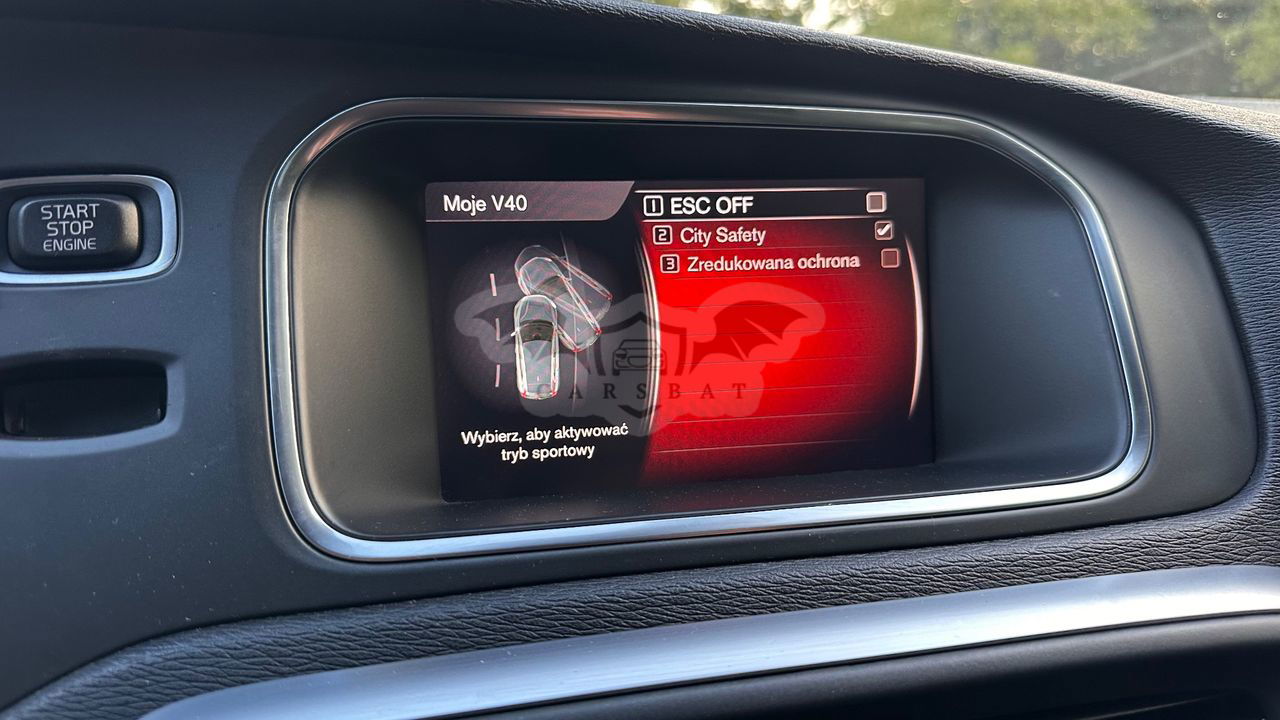 START
STOP
ENGINE
Moje V40
1 ESC OFF
2 City Safety
3 Zredukowana ochrona
CARSBAT
Wybierz, aby aktywować
tryb sportowy